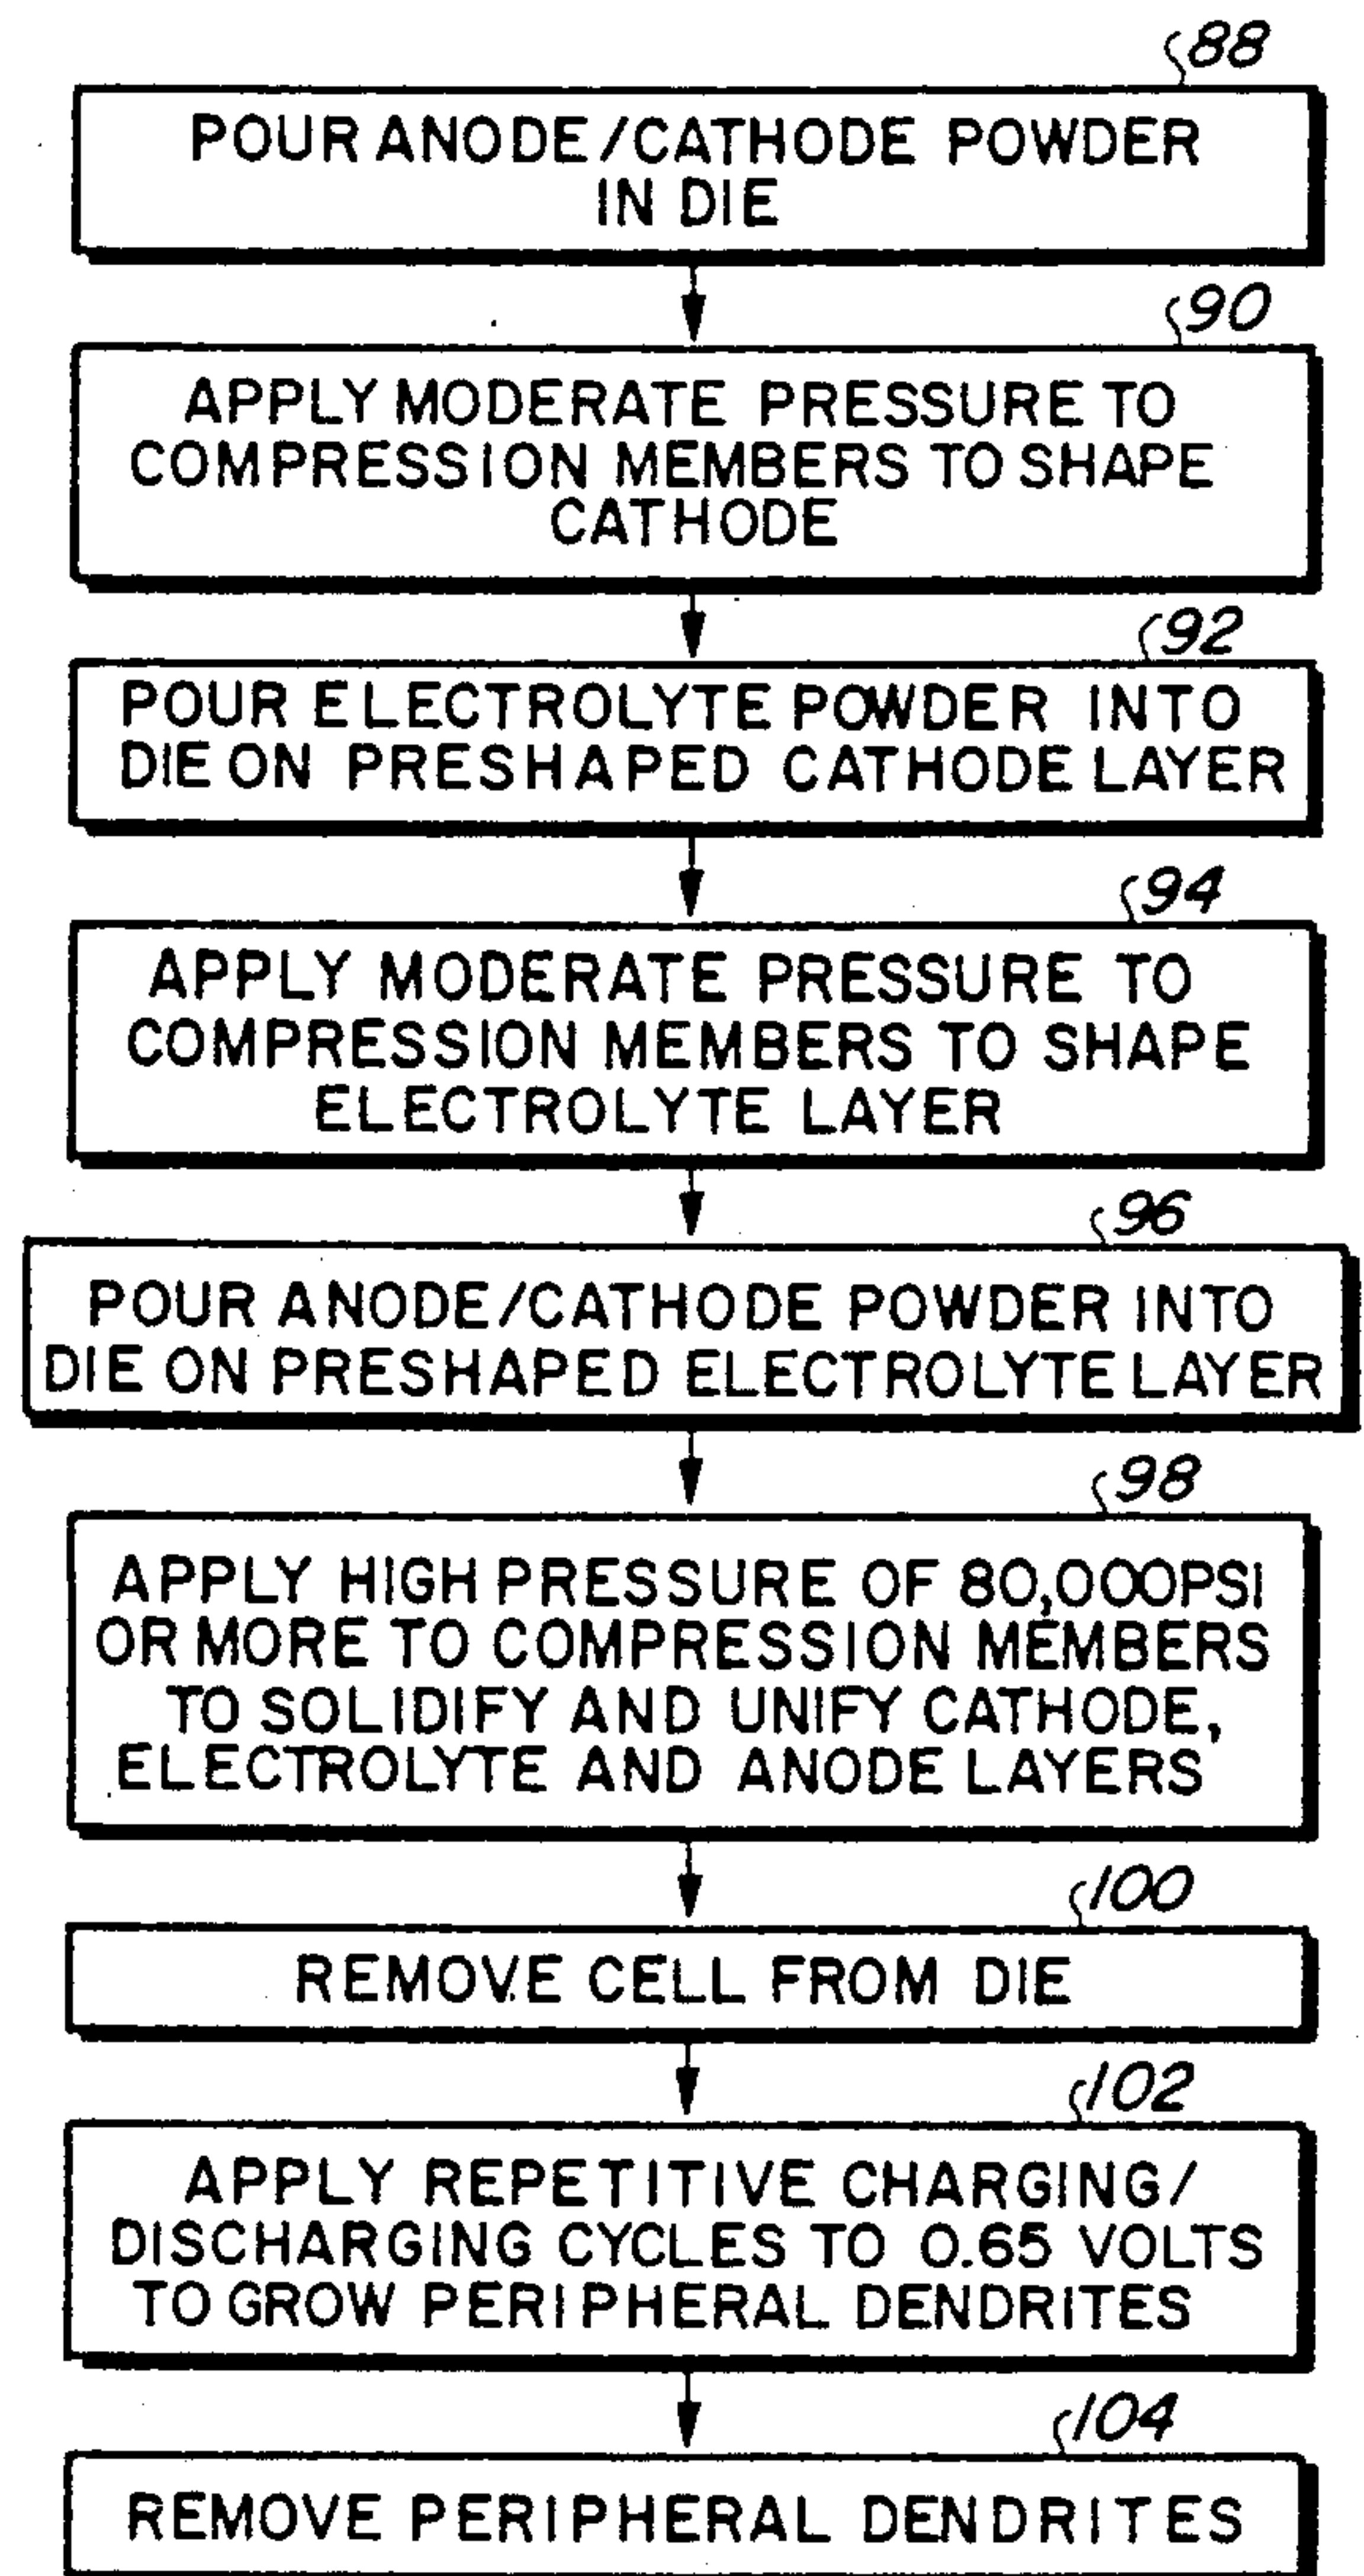 88
POUR ANODE/CATHODE POWDER
IN DIE
90
APPLY MODERATE PRESSURE TO
COMPRESSION MEMBERS TO SHAPE
CATHODE
92
POUR ELECTROLYTE POWDER INTO
DIE ON PRESHAPED CATHODE LAYER
94
APPLY MODERATE PRESSURE TO
COMPRESSION MEMBERS TO SHAPE
ELECTROLYTE LAYER
96
POUR ANODE/CATHODE POWDER INTO
DIE ON PRESHAPED ELECTROLYTE LAYER
98
APPLY HIGH PRESSURE OF 80,000PSI
OR MORE TO COMPRESSION MEMBERS
TO SOLIDIFY AND UNIFY CATHODE,
ELECTROLYTE AND ANODE LAYERS
100
REMOVE CELL FROM DIE
102
APPLY REPETITIVE CHARGING/
DISCHARGING CYCLES TO 0.65 VOLTS
TO GROW PERIPHERAL DENDRITES
104
REMOVE PERIPHERAL DENDRITES